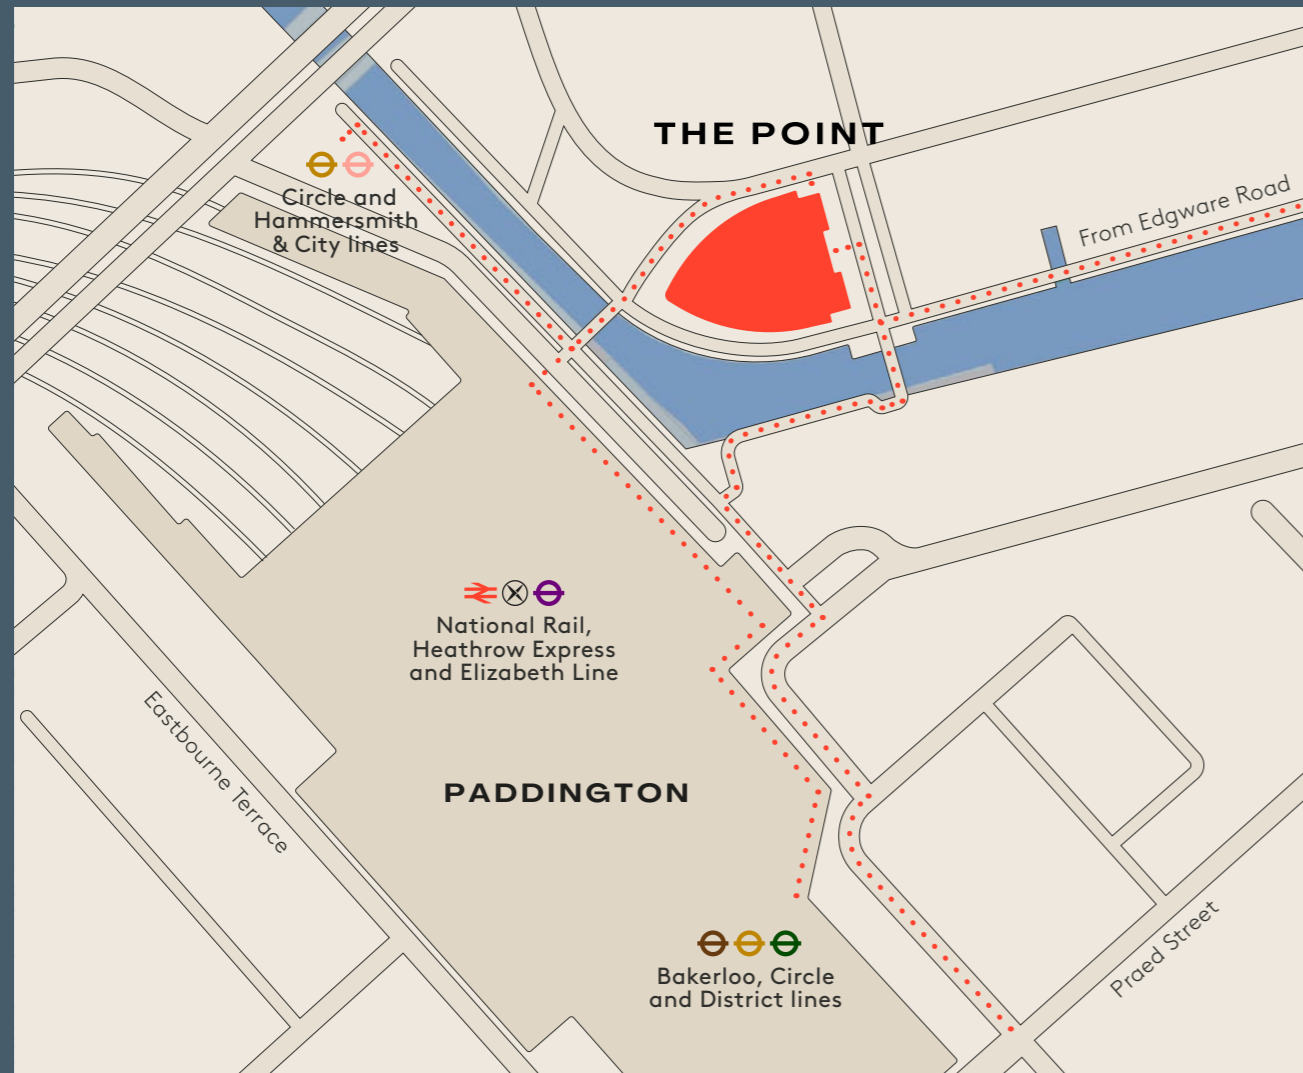 THE POINT
Circle and
Hammersmith
& City lines
From Edgware Road
National Rail,
Heathrow Express
and Elizabeth Line
Eastbourne Terrace
PADDINGTON
Bakerloo, Circle
and District lines
Praed Street